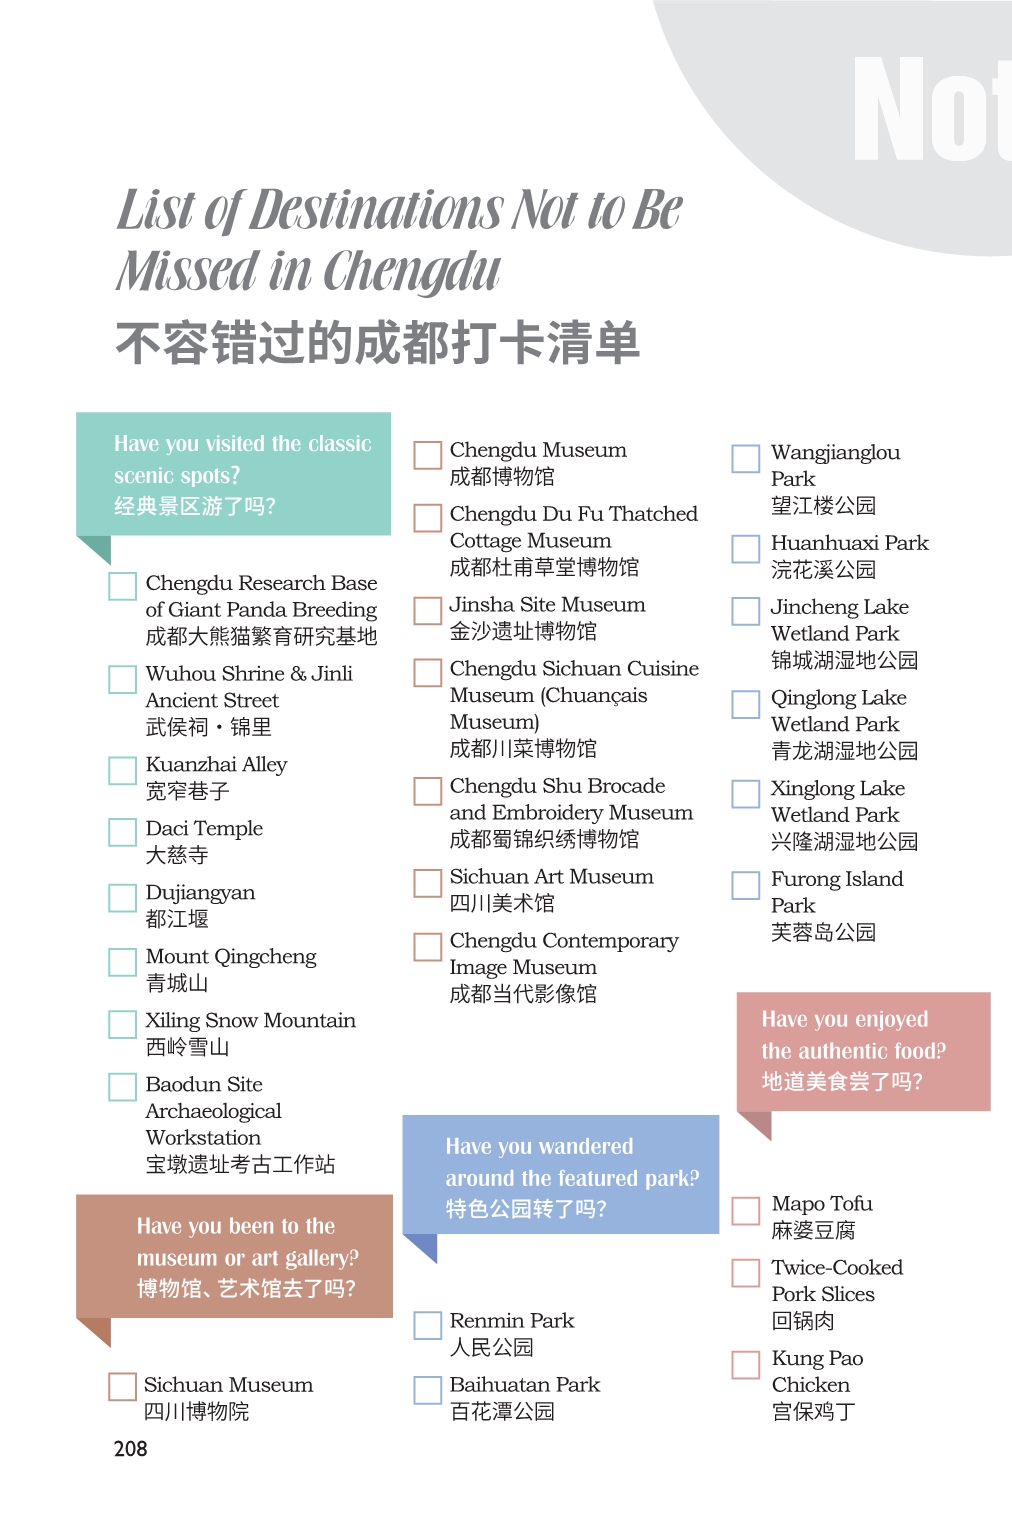 Not
List of Destinations Not to Be
Missed in Chengdu
不容错过的成都打卡清单
Have you visited the classic
scenic spots?
经典景区游了吗?
Chengdu Research Base
of Giant Panda Breeding
成都大熊猫繁育研究基地
Wuhou Shrine & Jinli
Ancient Street
武侯祠·锦里
Kuanzhai Alley
宽窄巷子
Daci Temple
大慈寺
Dujiangyan
都江堰
Mount Qingcheng
青城山
Xiling Snow Mountain
西岭雪山
Baodun Site
Archaeological
Workstation
宝墩遗址考古工作站
Have you been to the
museum or art gallery?
博物馆、艺术馆去了吗?
Sichuan Museum
四川博物院
Chengdu Museum
成都博物馆
Chengdu Du Fu Thatched
Cottage Museum
成都杜甫草堂博物馆
Jinsha Site Museum
金沙遗址博物馆
Chengdu Sichuan Cuisine
Museum (Chuançais
Museum)
成都川菜博物馆
Chengdu Shu Brocade
and Embroidery Museum
成都蜀锦织绣博物馆
Sichuan Art Museum
四川美术馆
Chengdu Contemporary
Image Museum
成都当代影像馆
Have you wandered
around the featured park?
特色公园转了吗?
Renmin Park
人民公园
Baihuatan Park
百花潭公园
Wangjianglou
Park
望江楼公园
Huanhuaxi Park
浣花溪公园
Jincheng Lake
Wetland Park
锦城湖湿地公园
Qinglong Lake
Wetland Park
青龙湖湿地公园
Xinglong Lake
Wetland Park
兴隆湖湿地公园
Furong Island
Park
芙蓉岛公园
Have you enjoyed
the authentic food?
地道美食尝了吗?
Mapo Tofu
麻婆豆腐
Twice-Cooked
Pork Slices
回锅肉
Kung Pao
Chicken
宫保鸡丁
208